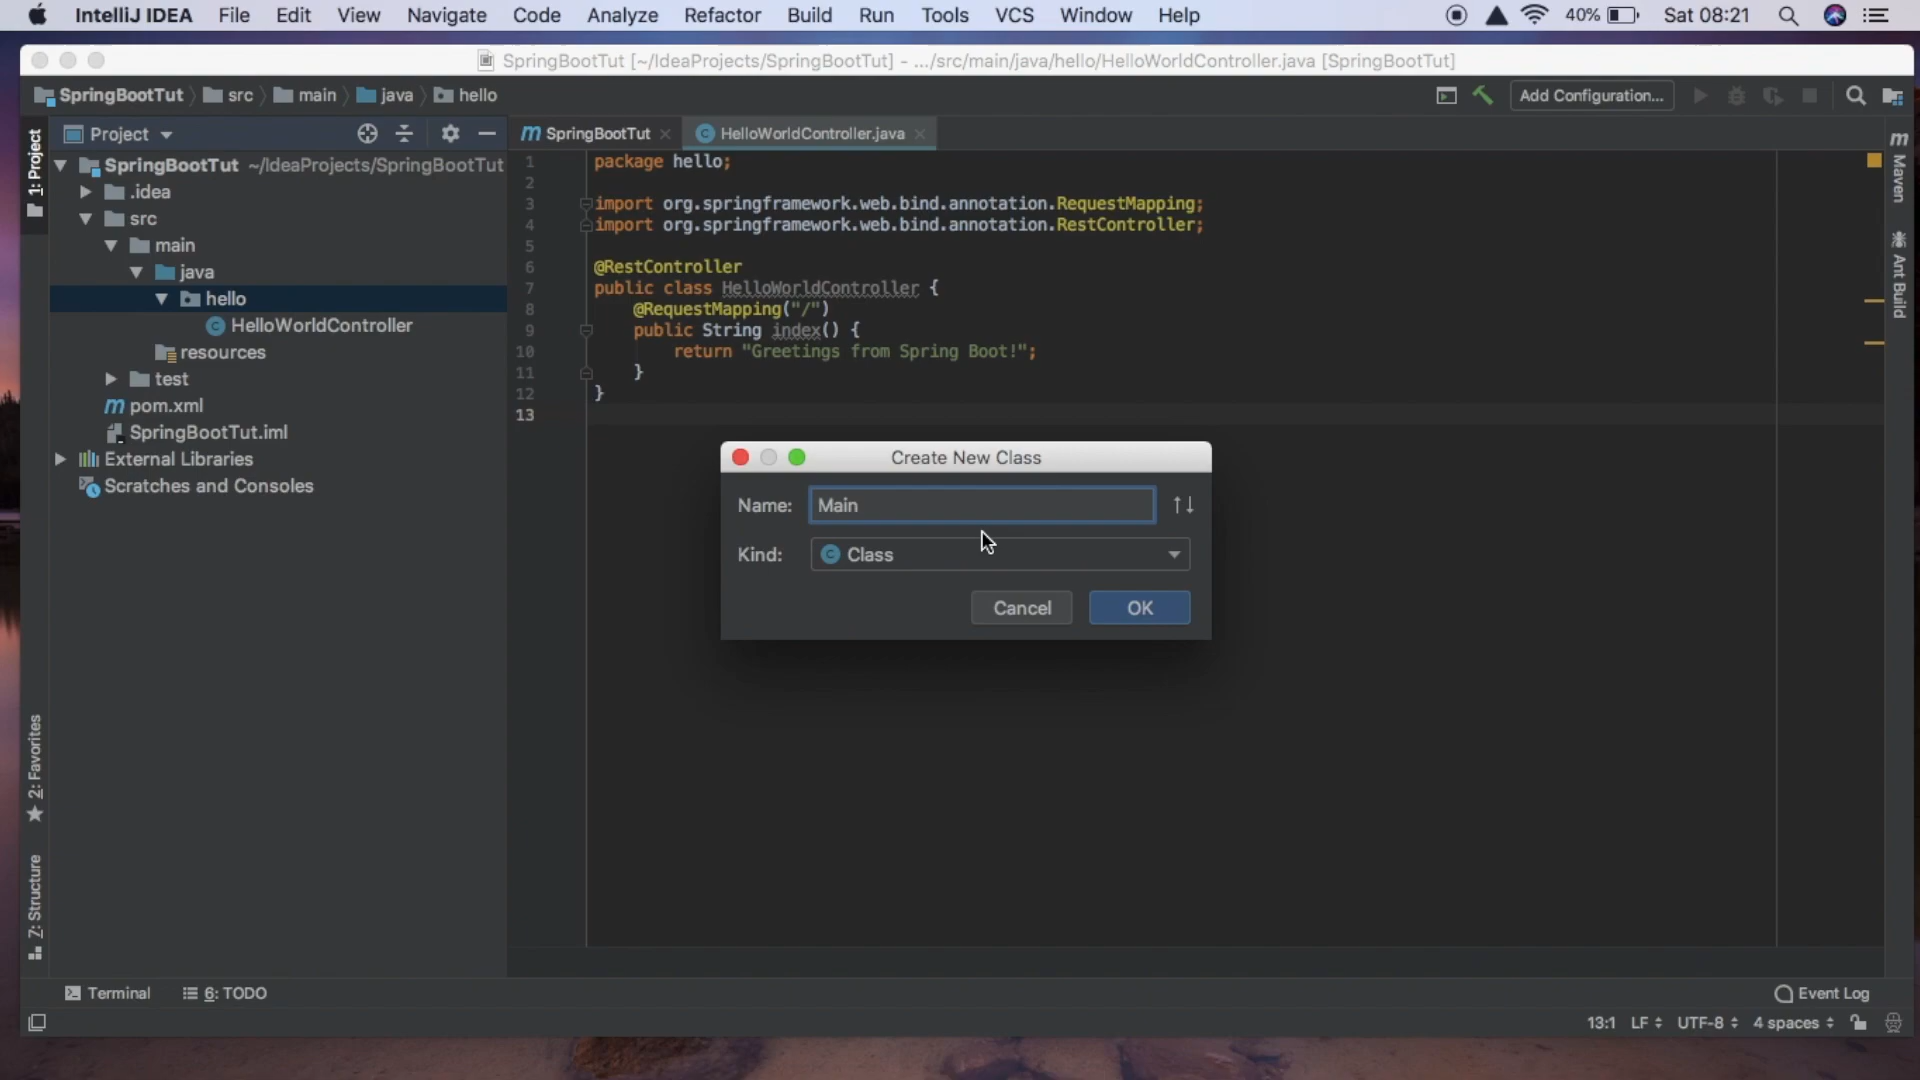 IntelliJ IDEA File Edit View Navigate Code Analyze Refactor Build Run Tools VCS Window Help 40% Sat 08:21
SpringBootTut [~/IdeaProjects/SpringBootTut] - .../src/main/java/hello/HelloWorldController.java [SpringBootTut]
SpringBootTut src main java hello Add Configuration...
1: Project
Project
SpringBootTut ~/IdeaProjects/SpringBootTut
.idea
src
main
java
hello
HelloWorldController
resources
test
pom.xml
SpringBootTut.iml
External Libraries
Scratches and Consoles
2: Favorites
7: Structure
SpringBootTut HelloWorldController.java
1 package hello;
2
3 import org.springframework.web.bind.annotation.RequestMapping;
4 import org.springframework.web.bind.annotation.RestController;
5
6 @RestController
7 public class HelloWorldController {
8 @RequestMapping("/")
9 public String index() {
10 return "Greetings from Spring Boot!";
11 }
12 }
13
Create New Class
Name: Main
Kind: Class
Cancel OK
Maven
Ant Build
Terminal 6: TODO Event Log
13:1 LF UTF-8 4 spaces